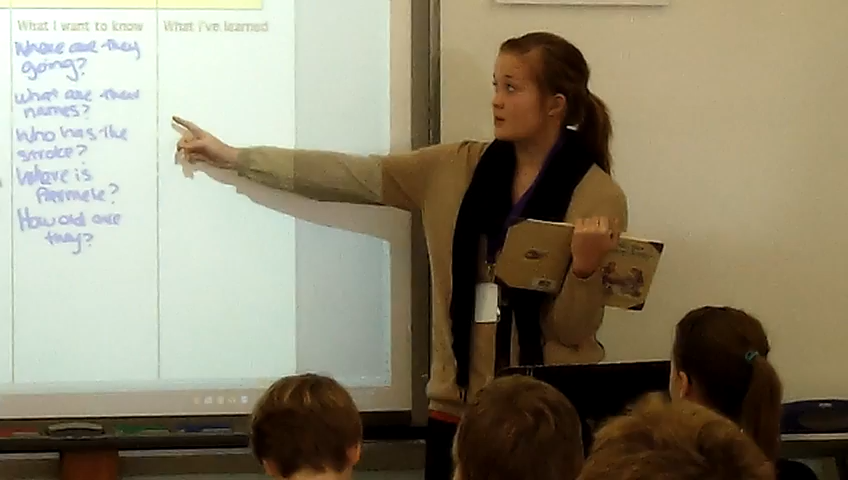 What I want to know
What I've learned
Where are they
going?
What are their
names?
Who has the
stroke?
Where is
How old are
they?